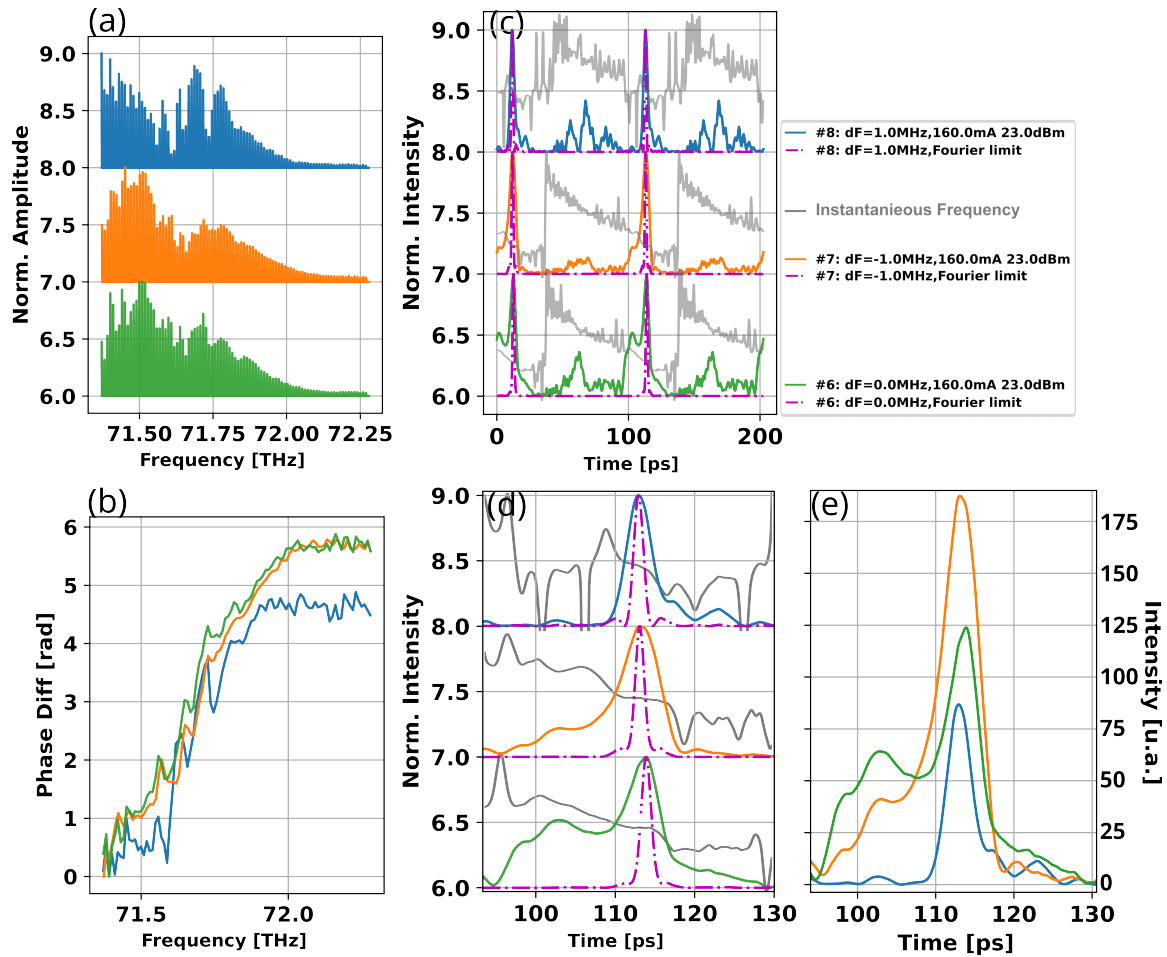 (a)
9.0
8.5
8.0
7.5
7.0
6.5
6.0
Norm. Amplitude
71.50 71.75 72.00 72.25
Frequency [THz]
(c)
9.0
8.5
8.0
7.5
7.0
6.5
6.0
Norm. Intensity
0 100 200
Time [ps]
#8: dF=1.0MHz,160.0mA 23.0dBm
#8: dF=1.0MHz,Fourier limit
Instantanieous Frequency
#7: dF=-1.0MHz,160.0mA 23.0dBm
#7: dF=-1.0MHz,Fourier limit
#6: dF=0.0MHz,160.0mA 23.0dBm
#6: dF=0.0MHz,Fourier limit
(b)
6
5
4
3
2
1
0
Phase Diff [rad]
71.5 72.0
Frequency [THz]
(d)
9.0
8.5
8.0
7.5
7.0
6.5
6.0
Norm. Intensity
100 110 120 130
Time [ps]
(e)
175
150
125
100
75
50
25
0
Intensity [u.a.]
100 110 120 130
Time [ps]